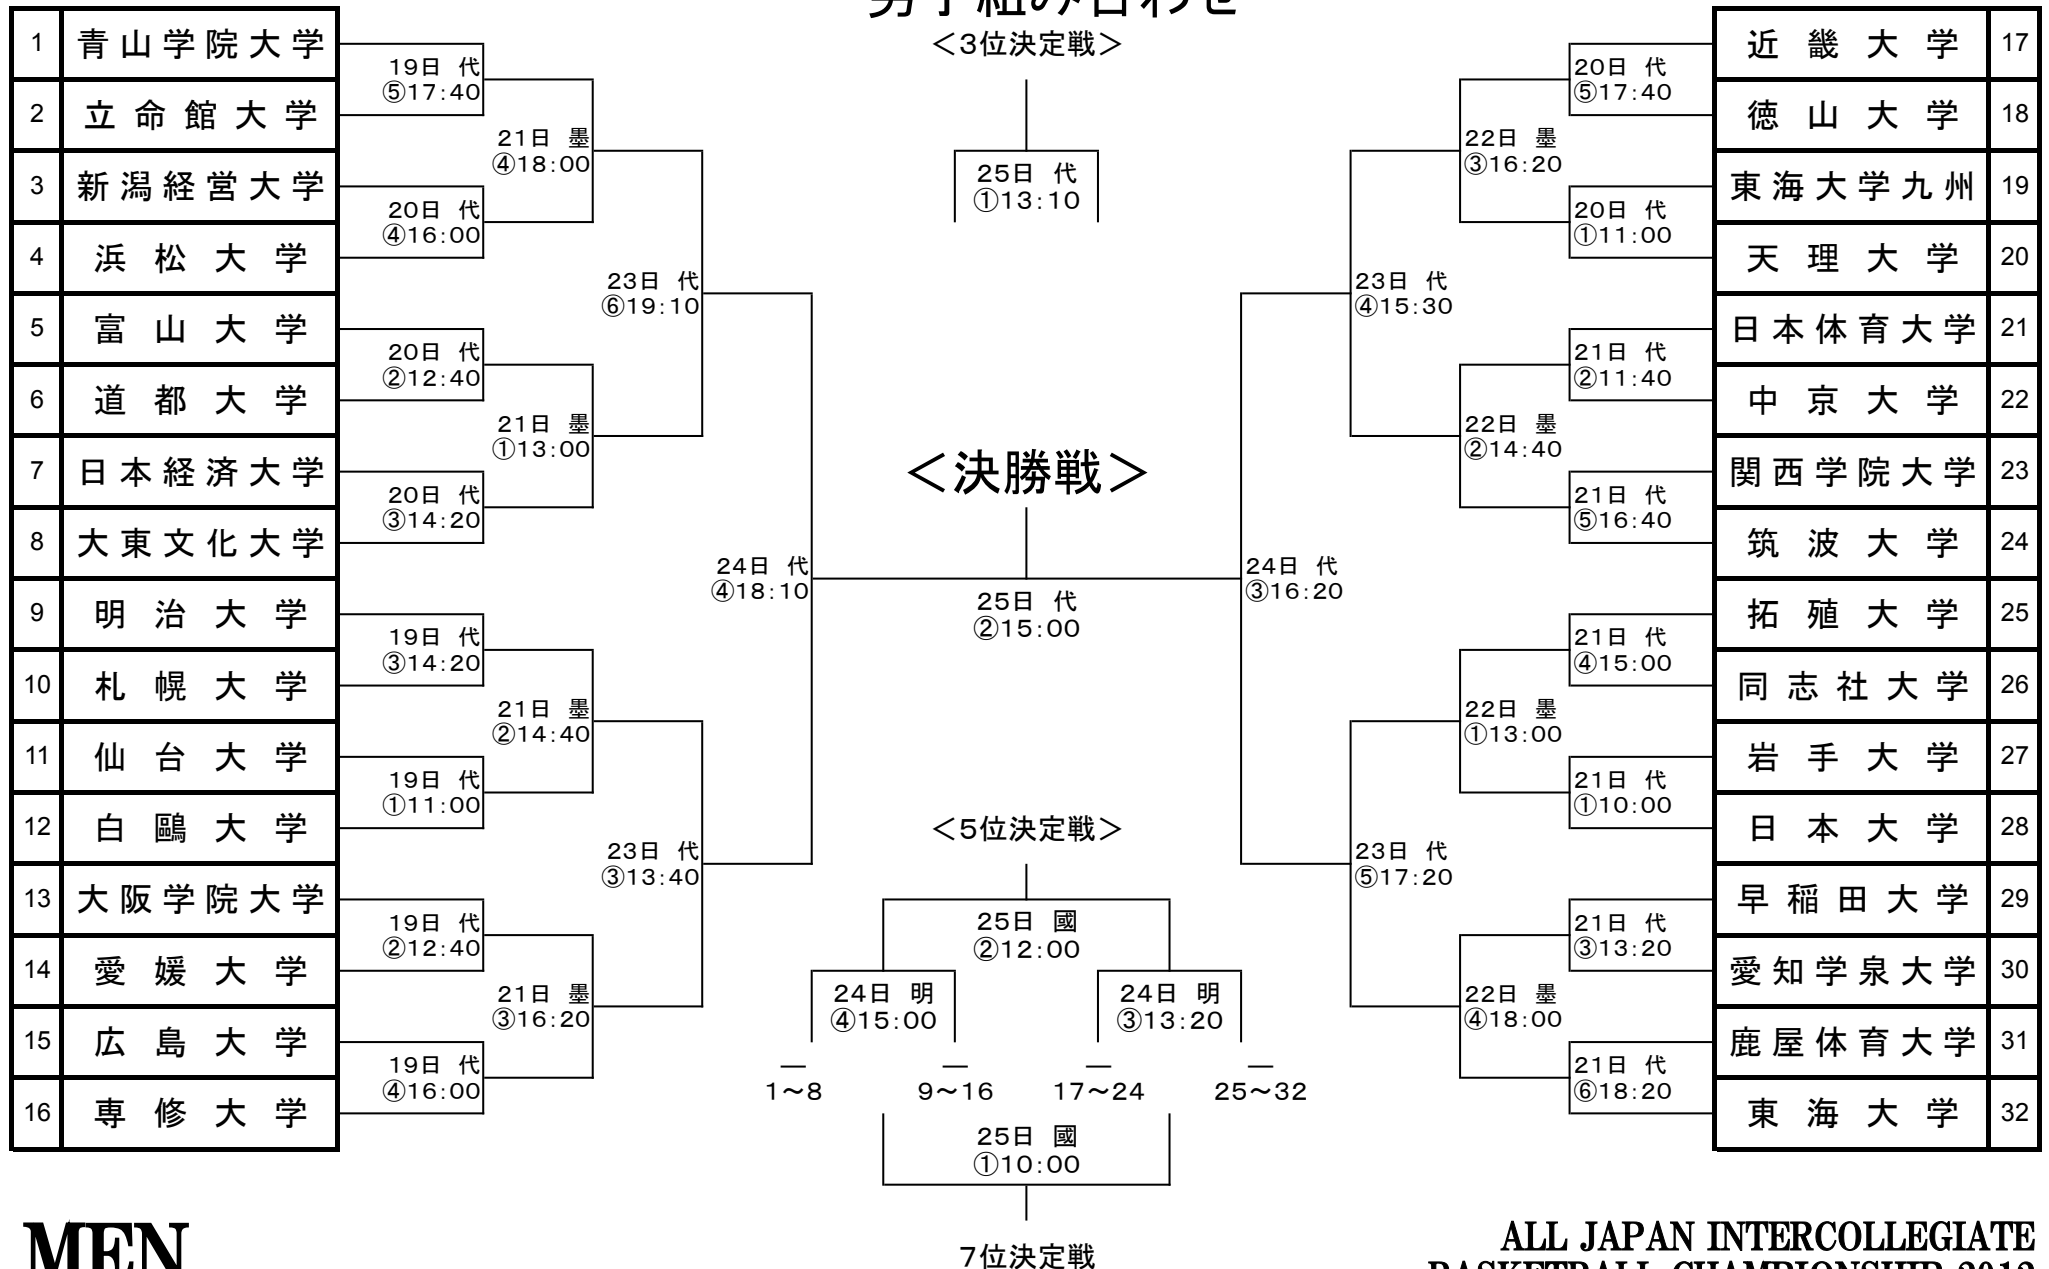 男子組み合わせ
1 青山学院大学
2 立命館大学
3 新潟経営大学
4 浜松大学
5 富山大学
6 道都大学
7 日本経済大学
8 大東文化大学
9 明治大学
10 札幌大学
11 仙台大学
12 白鷗大学
13 大阪学院大学
14 愛媛大学
15 広島大学
16 専修大学
19日 代
⑤17:40
20日 代
④16:00
20日 代
②12:40
20日 代
③14:20
19日 代
③14:20
19日 代
①11:00
19日 代
②12:40
19日 代
④16:00
21日 墨
④18:00
21日 墨
①13:00
21日 墨
②14:40
21日 墨
③16:20
23日 代
⑥19:10
23日 代
③13:40
24日 代
④18:10
<3位決定戦>
25日 代
①13:10
<決勝戦>
25日 代
②15:00
<5位決定戦>
25日 國
②12:00
24日 明
④15:00
24日 明
③13:20
1~8 9~16 17~24 25~32
25日 國
①10:00
7位決定戦
24日 代
③16:20
23日 代
④15:30
23日 代
⑤17:20
22日 墨
③16:20
22日 墨
②14:40
22日 墨
①13:00
22日 墨
④18:00
20日 代
⑤17:40
20日 代
①11:00
21日 代
②11:40
21日 代
⑤16:40
21日 代
④15:00
21日 代
①10:00
21日 代
③13:20
21日 代
⑥18:20
近畿大学 17
徳山大学 18
東海大学九州 19
天理大学 20
日本体育大学 21
中京大学 22
関西学院大学 23
筑波大学 24
拓殖大学 25
同志社大学 26
岩手大学 27
日本大学 28
早稲田大学 29
愛知学泉大学 30
鹿屋体育大学 31
東海大学 32
MEN
ALL JAPAN INTERCOLLEGIATE
BASKETBALL CHAMPIONSHIP 2012